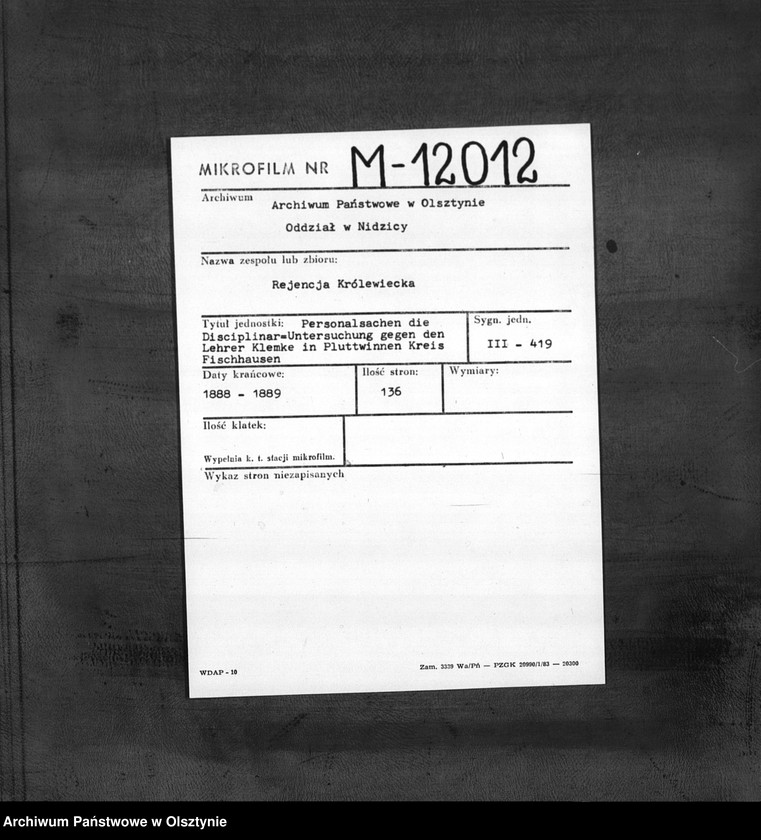 MIKROFILM NR M-12012
Archiwum
Archiwum Państwowe w Olsztynie
Oddział w Nidzicy
Nazwa zespołu lub zbioru:
Rejencja Królewiecka
Tytuł jednostki: Personalsachen die
Disciplinar=Untersuchung gegen den
Lehrer Klemke in Pluttwinnen Kreis
Fischhausen
Sygn. jedn.
III - 419
Daty krańcowe:
1888 - 1889
Ilość stron:
136
Wymiary:
Ilość klatek:
Wypełnia k. t. stacji mikrofilm.
Wykaz stron niezapisanych
WDAP - 10
Zam. 3339 Wa/Pń — PZGK 20990/I/83 — 20300
Archiwum Państwowe w Olsztynie